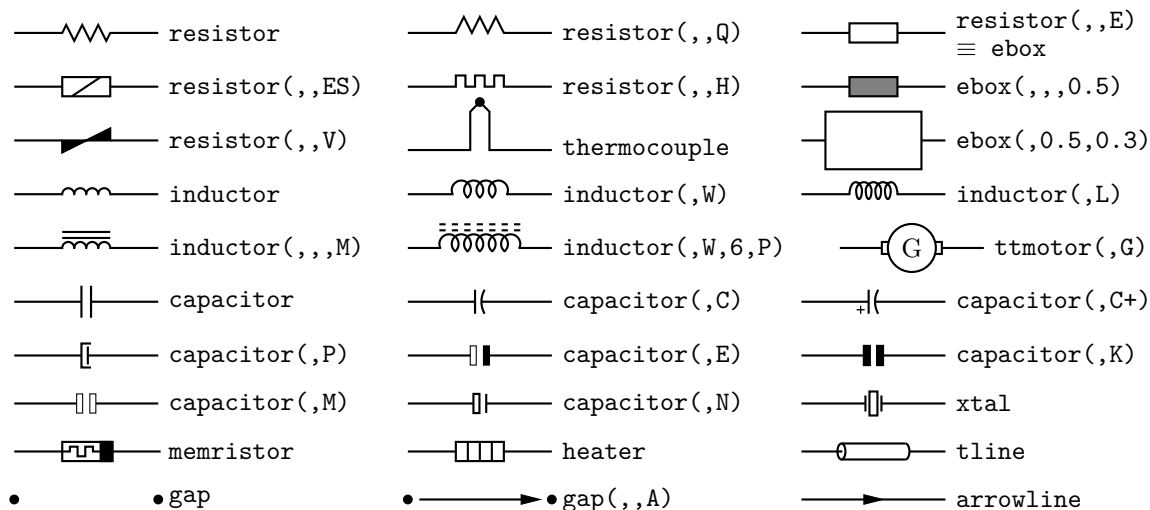 resistor
resistor(,,Q)
resistor(,,E)
≡ ebox
resistor(,,ES)
resistor(,,H)
ebox(,,,0.5)
resistor(,,V)
thermocouple
ebox(,0.5,0.3)
inductor
inductor(,W)
inductor(,L)
inductor(,,,M)
inductor(,W,6,P)
G
ttmotor(,G)
capacitor
capacitor(,C)
+
capacitor(,C+)
capacitor(,P)
capacitor(,E)
capacitor(,K)
capacitor(,M)
capacitor(,N)
xtal
memristor
heater
tline
gap
gap(,,A)
arrowline